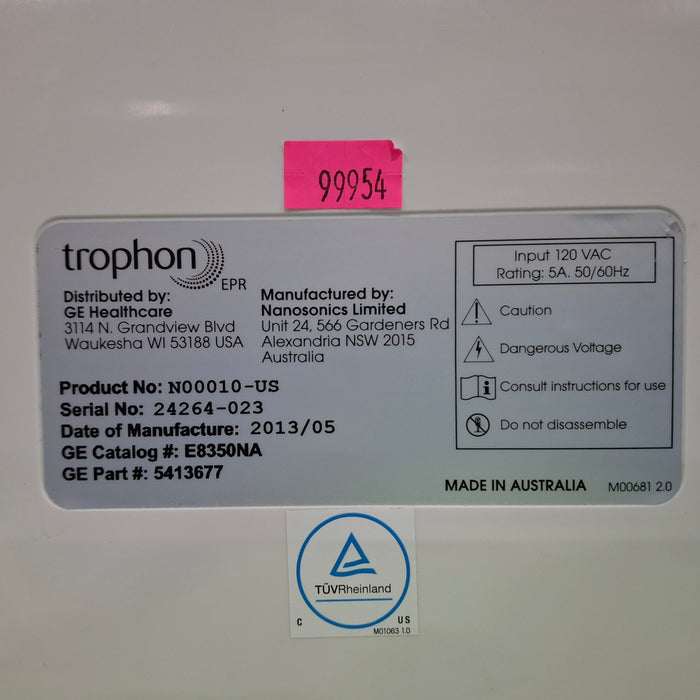 99954
trophon
EPR
Distributed by:
GE Healthcare
3114 N. Grandview Blvd
Waukesha WI 53188 USA
Manufactured by:
Nanosonics Limited
Unit 24, 566 Gardeners Rd
Alexandria NSW 2015
Australia
Product No: N00010-US
Serial No: 24264-023
Date of Manufacture: 2013/05
GE Catalog #: E8350NA
GE Part #: 5413677
Input 120 VAC
Rating: 5A. 50/60Hz
Caution
Dangerous Voltage
Consult instructions for use
Do not disassemble
MADE IN AUSTRALIA M00681 2.0
TÜVRheinland
C US
M01063 1.0